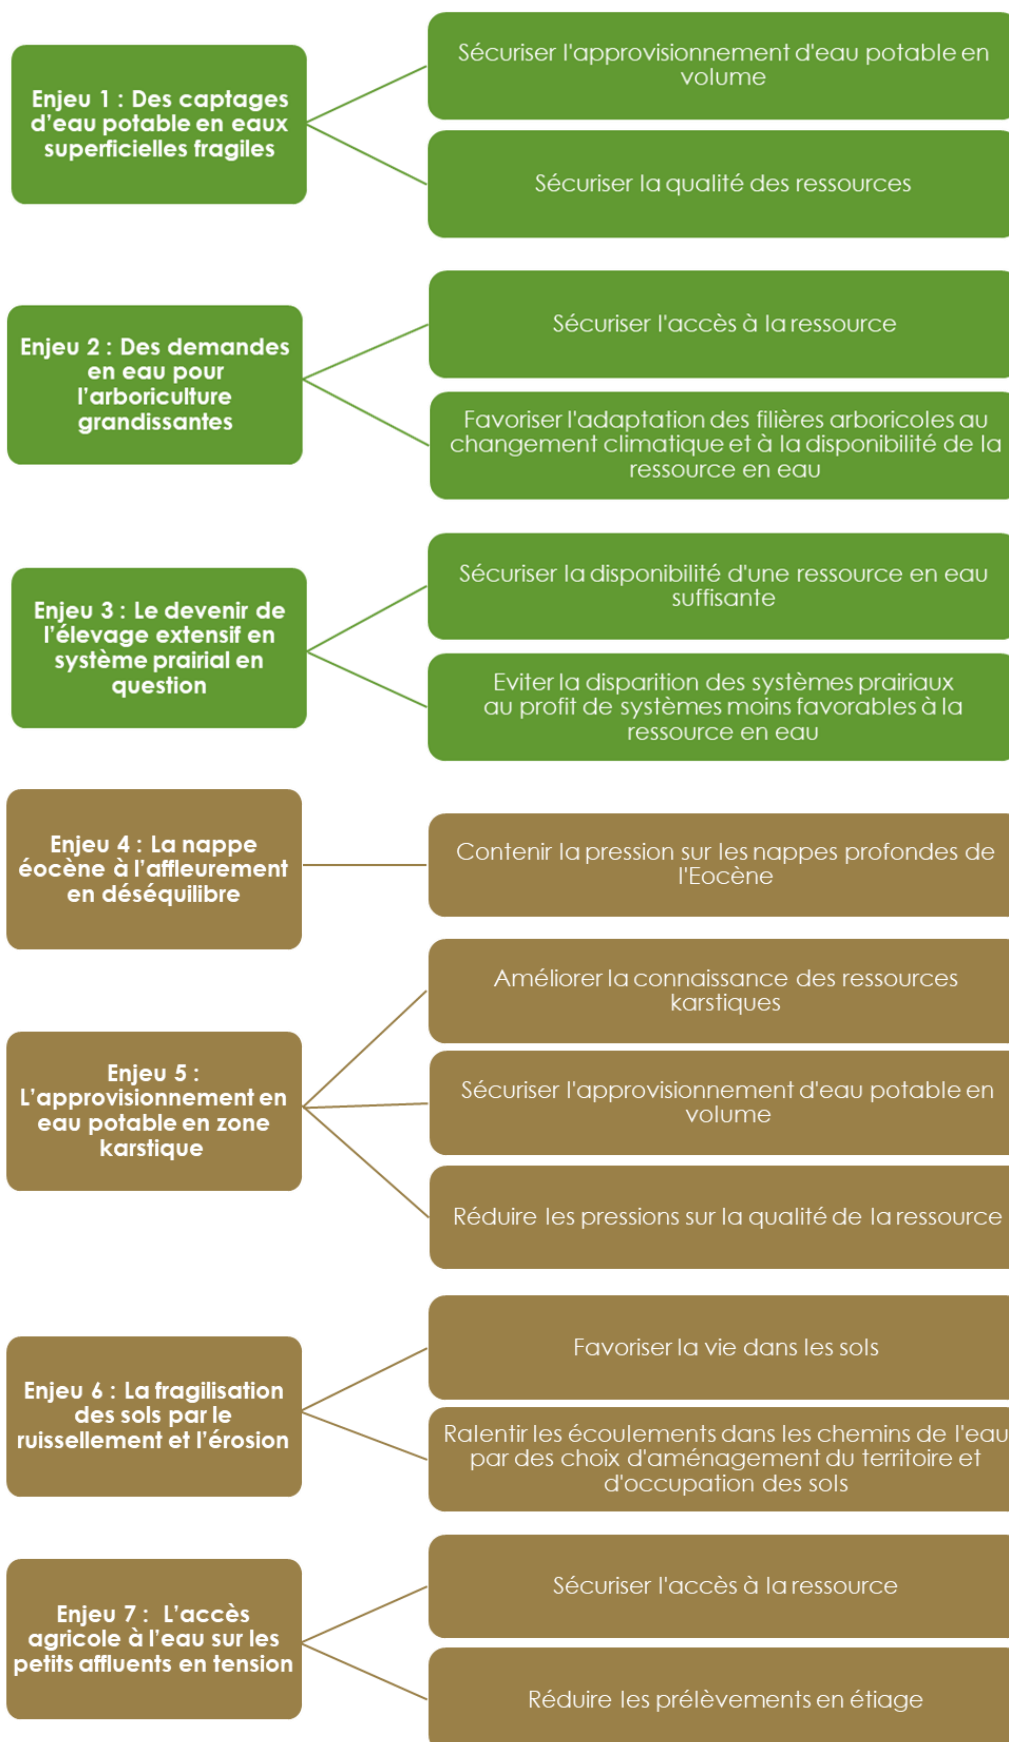 Enjeu 1 : Des captages
d'eau potable en eaux
superficielles fragiles
Sécuriser l'approvisionnement d'eau potable en
volume
Sécuriser la qualité des ressources
Enjeu 2 : Des demandes
en eau pour
l'arboriculture
grandissantes
Sécuriser l'accès à la ressource
Favoriser l'adaptation des filières arboricoles au
changement climatique et à la disponibilité de la
ressource en eau
Enjeu 3 : Le devenir de
l'élevage extensif en
système prairial en
question
Sécuriser la disponibilité d'une ressource en eau
suffisante
Eviter la disparition des systèmes prairiaux
au profit de systèmes moins favorables à la
ressource en eau
Enjeu 4 : La nappe
éocène à l'affleurement
en déséquilibre
Contenir la pression sur les nappes profondes de
l'Eocène
Enjeu 5 :
L'approvisionnement en
eau potable en zone
karstique
Améliorer la connaissance des ressources
karstiques
Sécuriser l'approvisionnement d'eau potable en
volume
Réduire les pressions sur la qualité de la ressource
Enjeu 6 : La fragilisation
des sols par le
ruissellement et l'érosion
Favoriser la vie dans les sols
Ralentir les écoulements dans les chemins de l'eau
par des choix d'aménagement du territoire et
d'occupation des sols
Enjeu 7 : L'accès
agricole à l'eau sur les
petits affluents en tension
Sécuriser l'accès à la ressource
Réduire les prélèvements en étiage